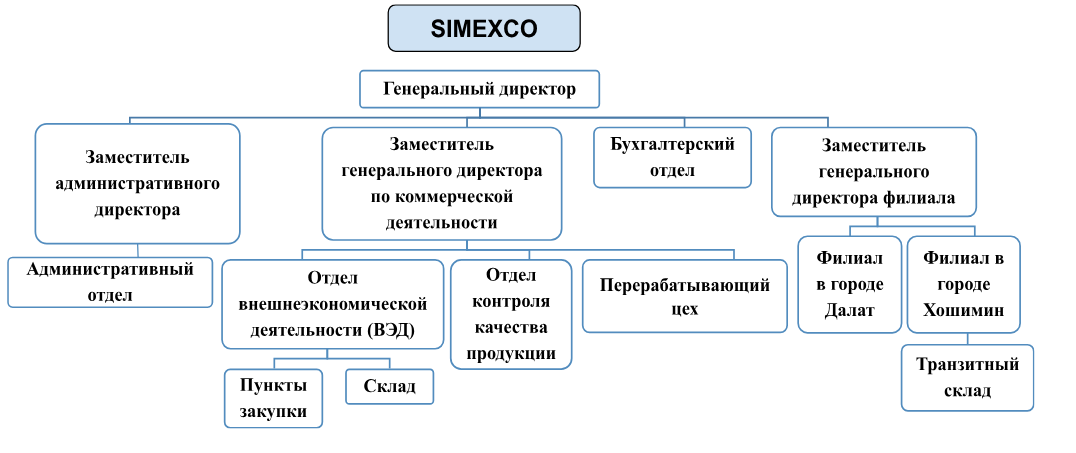 SIMEXCO
Генеральный директор
Заместитель
административного
директора
Заместитель
генерального директора
по коммерческой
деятельности
Бухгалтерский
отдел
Заместитель
генерального
директора филиала
Административный
отдел
Отдел
внешнеэкономической
деятельности (ВЭД)
Отдел
контроля
качества
продукции
Перерабатывающий
цех
Филиал
в городе
Далат
Филиал в
городе
Хошимин
Пункты
закупки
Склад
Транзитный
склад